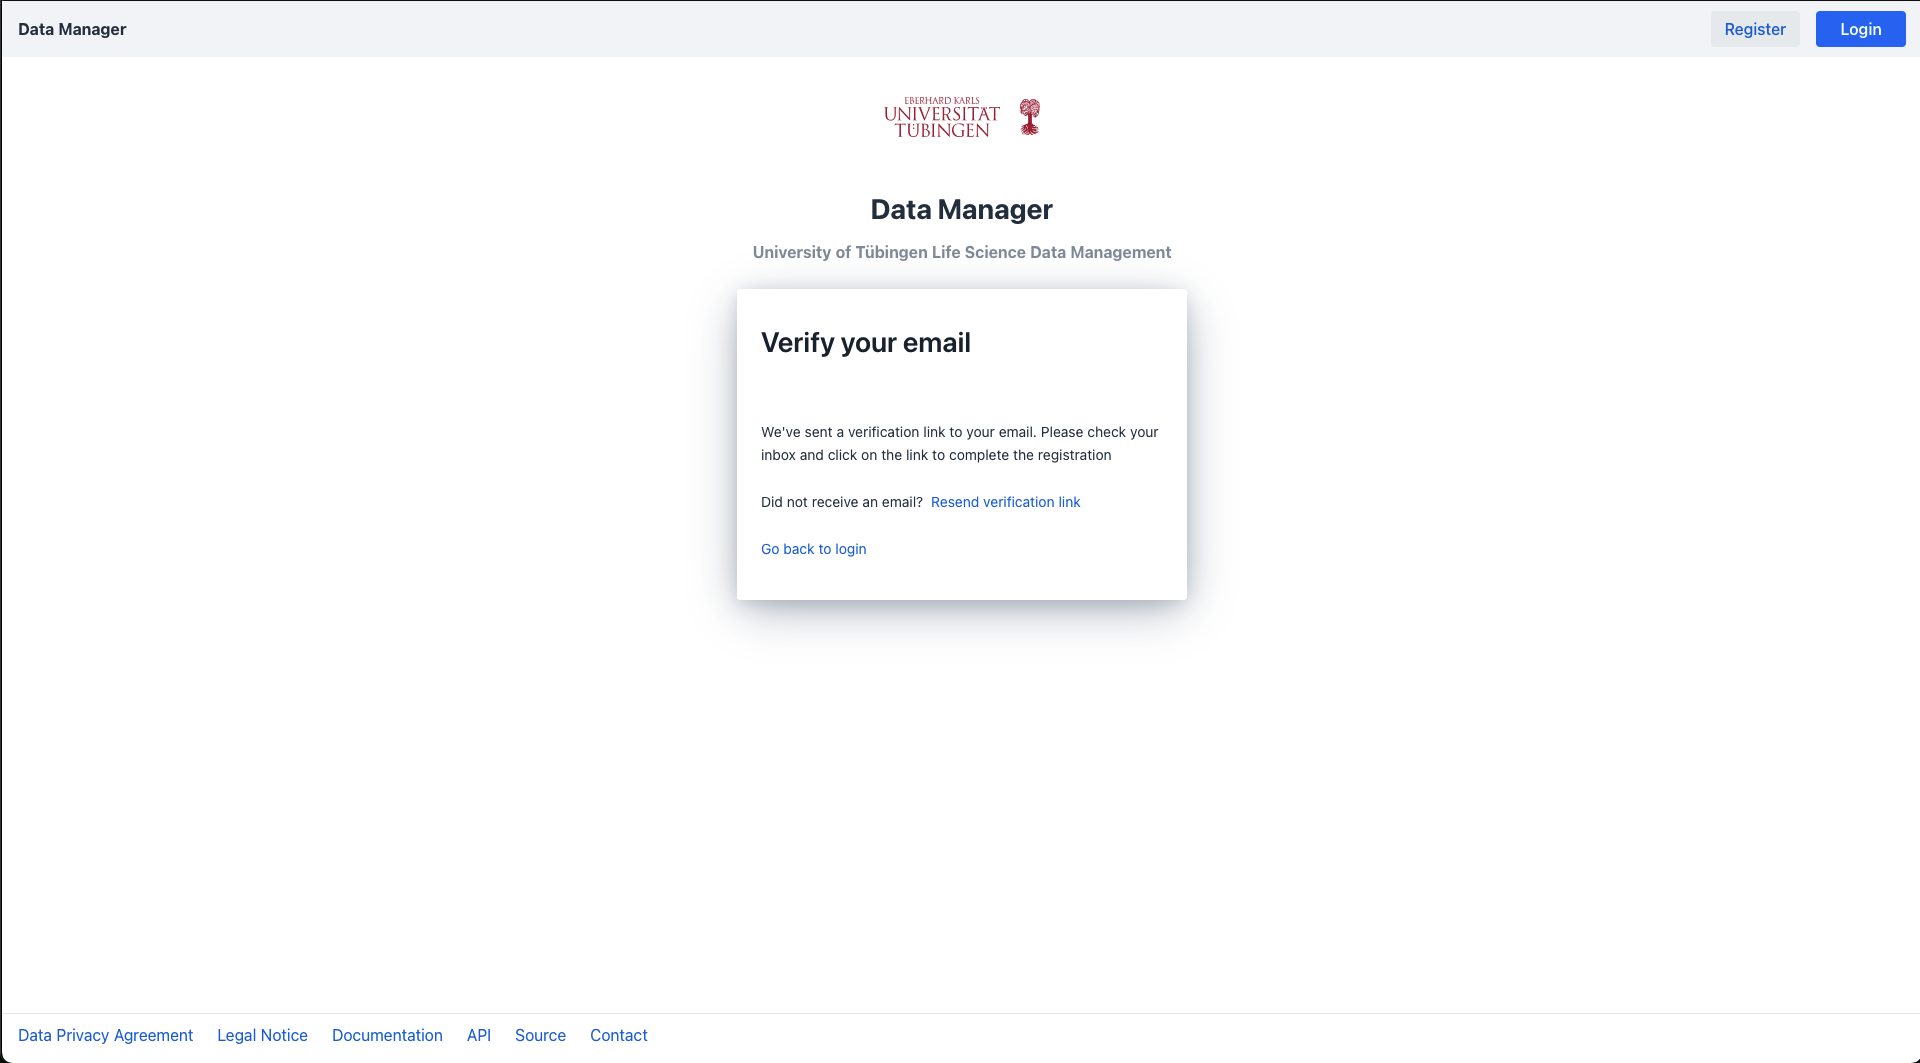 Data Manager
Register
Login
EBERHARD KARLS
UNIVERSITÄT
TÜBINGEN
Data Manager
University of Tübingen Life Science Data Management
Verify your email
We've sent a verification link to your email. Please check your
inbox and click on the link to complete the registration
Did not receive an email? Resend verification link
Go back to login
Data Privacy Agreement Legal Notice Documentation API Source Contact